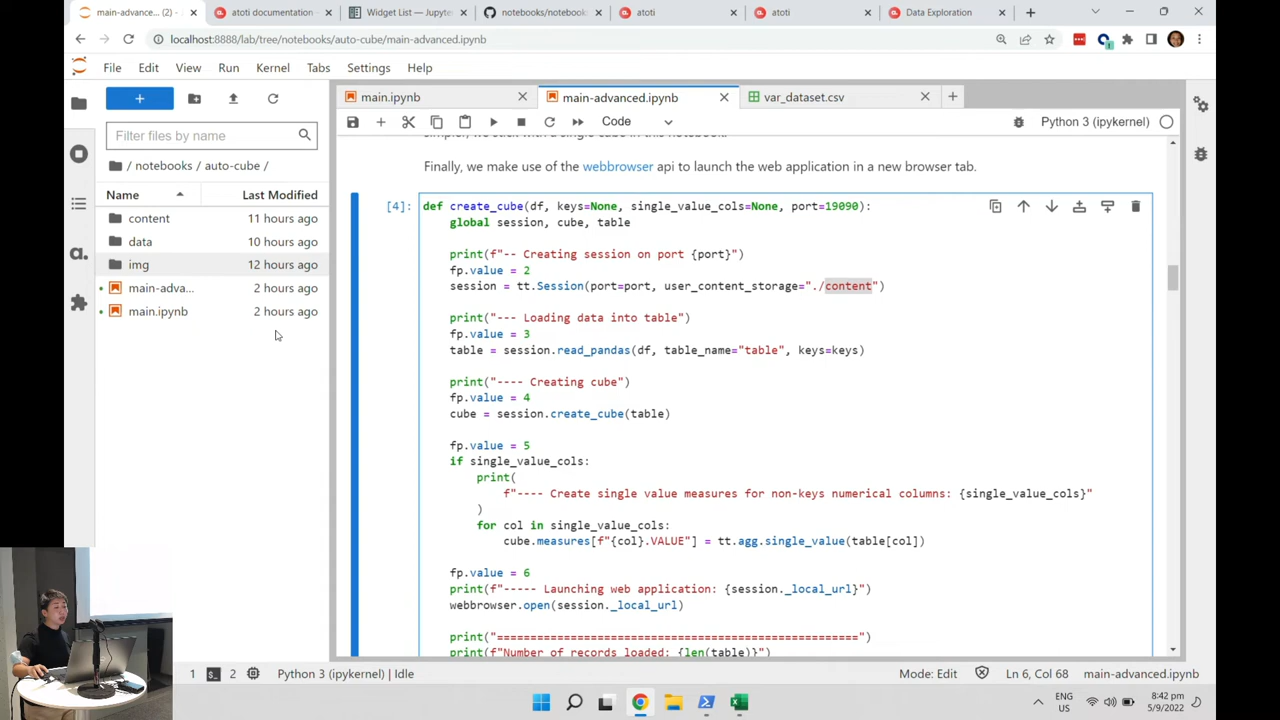 main-advance... (2) -
atoti documentation -
Widget List — Jupyte
notebooks/notebook
atoti
atoti
Data Exploration
localhost:8888/lab/tree/notebooks/auto-cube/main-advanced.ipynb
File Edit View Run Kernel Tabs Settings Help
main.ipynb
main-advanced.ipynb
var_dataset.csv
Code
Python 3 (ipykernel)
Filter files by name
/ notebooks / auto-cube /
Name Last Modified
content 11 hours ago
data 10 hours ago
img 12 hours ago
main-adva... 2 hours ago
main.ipynb 2 hours ago
a.
Finally, we make use of the webbrowser api to launch the web application in a new browser tab.
[4]: def create_cube(df, keys=None, single_value_cols=None, port=19090):
global session, cube, table
print(f"-- Creating session on port {port}")
fp.value = 2
session = tt.Session(port=port, user_content_storage="./content")
print("--- Loading data into table")
fp.value = 3
table = session.read_pandas(df, table_name="table", keys=keys)
print("---- Creating cube")
fp.value = 4
cube = session.create_cube(table)
fp.value = 5
if single_value_cols:
print(
f"---- Create single value measures for non-keys numerical columns: {single_value_cols}"
)
for col in single_value_cols:
cube.measures[f"{col}.VALUE"] = tt.agg.single_value(table[col])
fp.value = 6
print(f"----- Launching web application: {session._local_url}")
webbrowser.open(session._local_url)
print("======================================================")
print(f"Number of records loaded: {len(table)}")
1 2 Python 3 (ipykernel) | Idle
Mode: Edit Ln 6, Col 68 main-advanced.ipynb
ENG
US
8:42 pm
5/9/2022